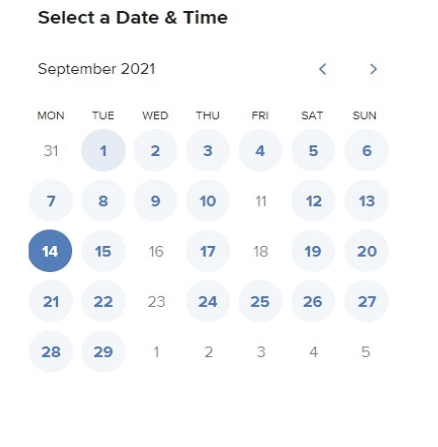 Select a Date & Time
September 2021
MON TUE WED THU FRI SAT SUN
31 1 2 3 4 5 6
7 8 9 10 11 12 13
14 15 16 17 18 19 20
21 22 23 24 25 26 27
28 29 1 2 3 4 5